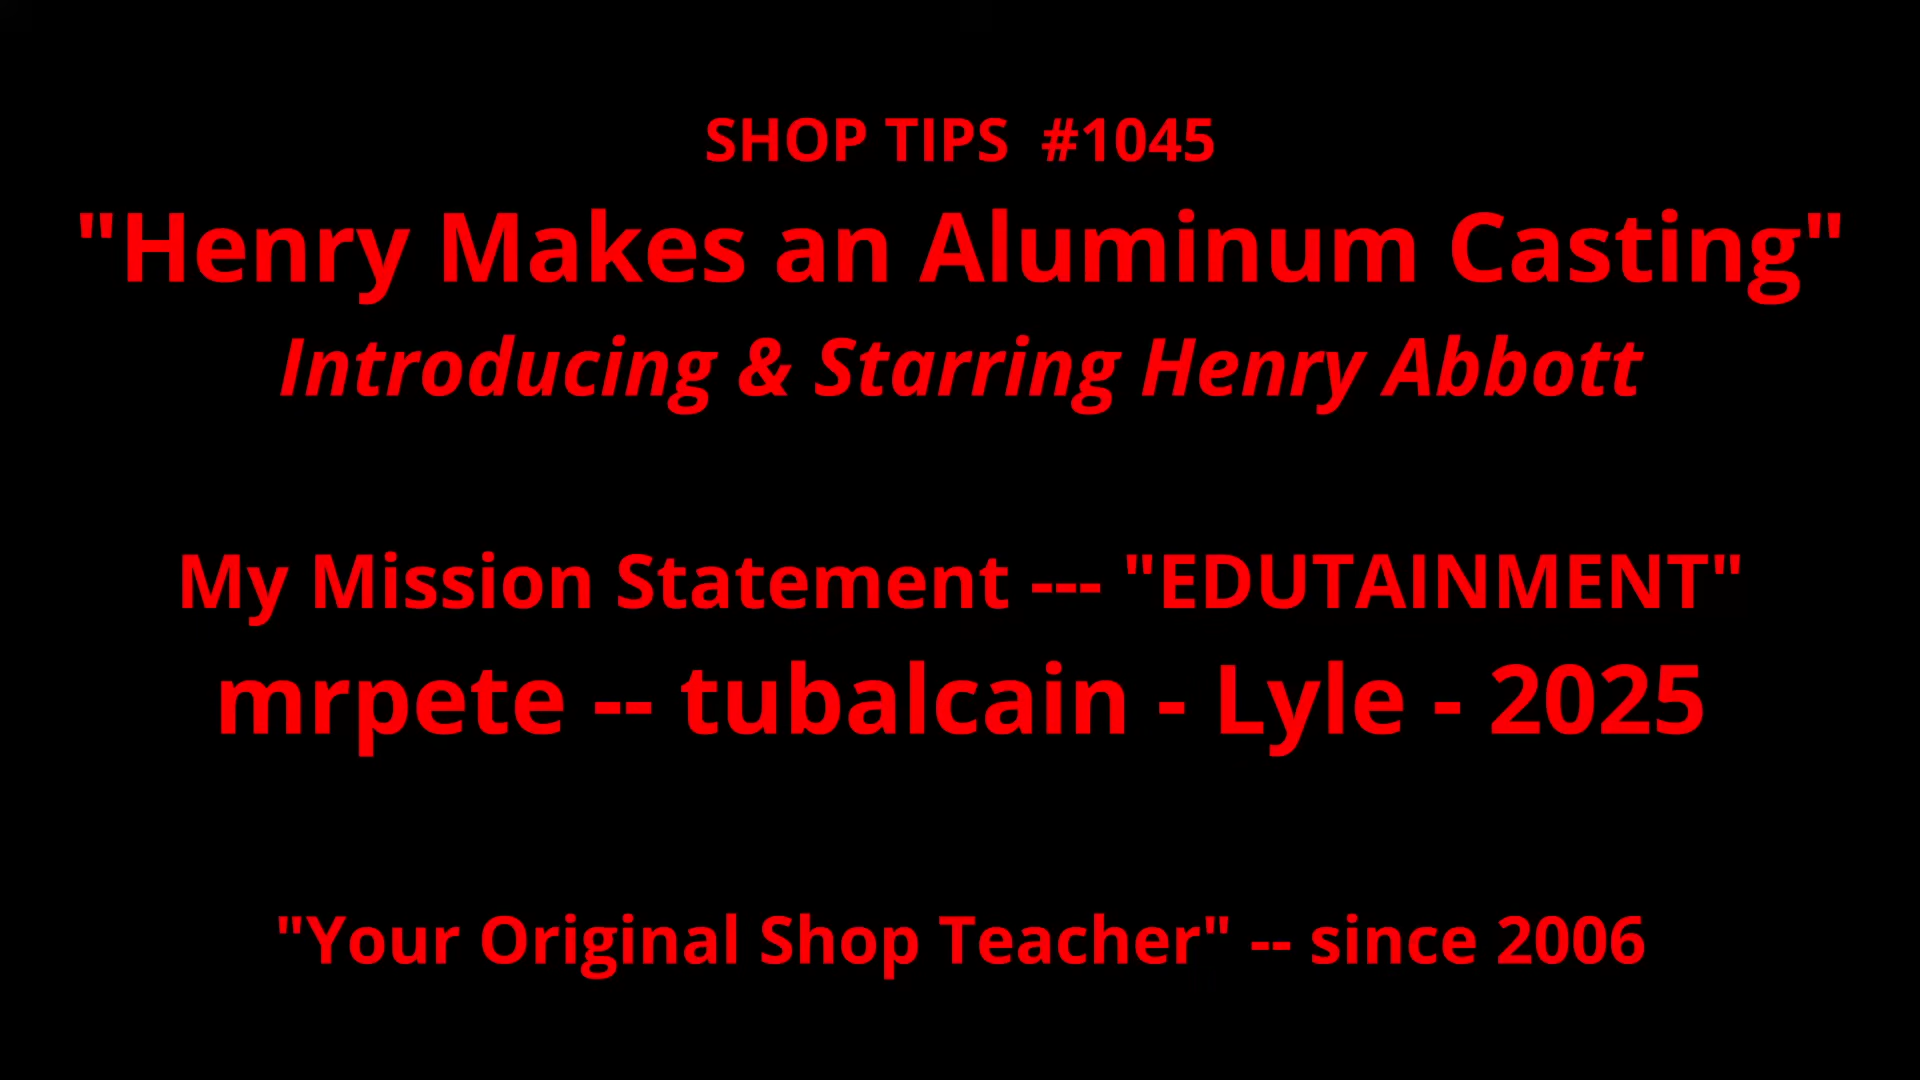 SHOP TIPS  #1045
"Henry Makes an Aluminum Casting"
Introducing & Starring Henry Abbott
My Mission Statement --- "EDUTAINMENT"
mrpete -- tubalcain - Lyle - 2025
"Your Original Shop Teacher" -- since 2006